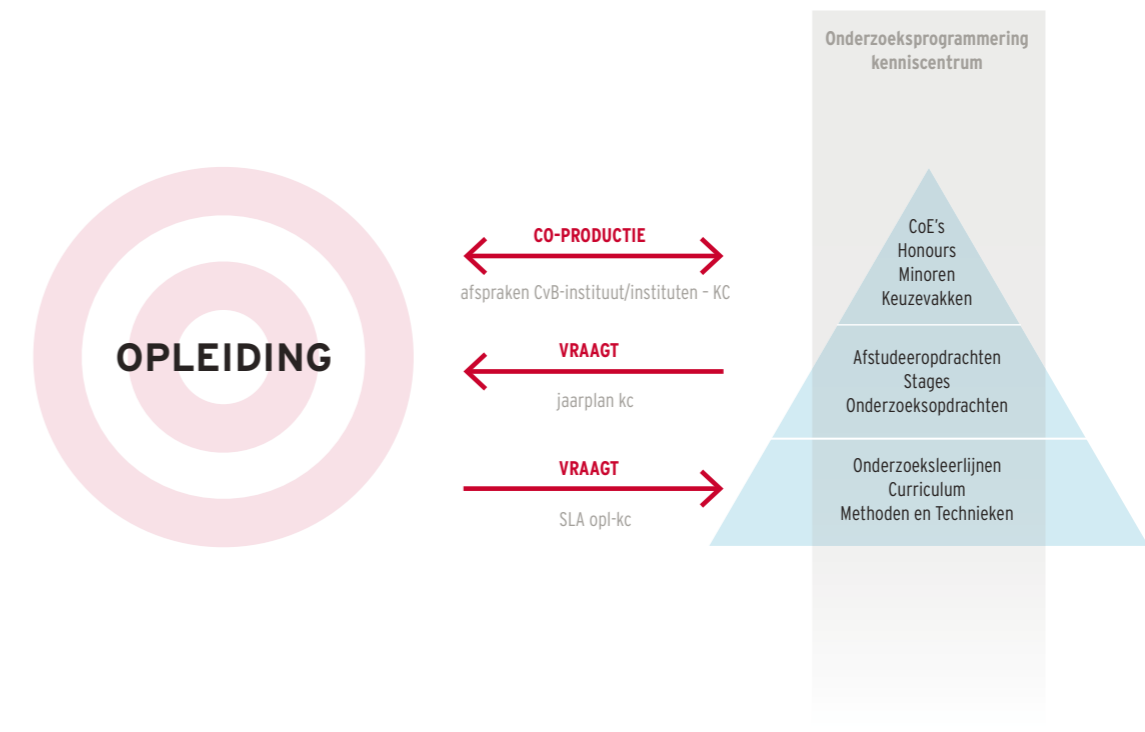 Onderzoeksprogrammering
kenniscentrum
OPLEIDING
CO-PRODUCTIE
afspraken CvB-instituut/instituten – KC
VRAAGT
jaarplan kc
VRAAGT
SLA opl-kc
CoE's
Honours
Minoren
Keuzevakken
Afstudeeropdrachten
Stages
Onderzoeksopdrachten
Onderzoeksleerlijnen
Curriculum
Methoden en Technieken